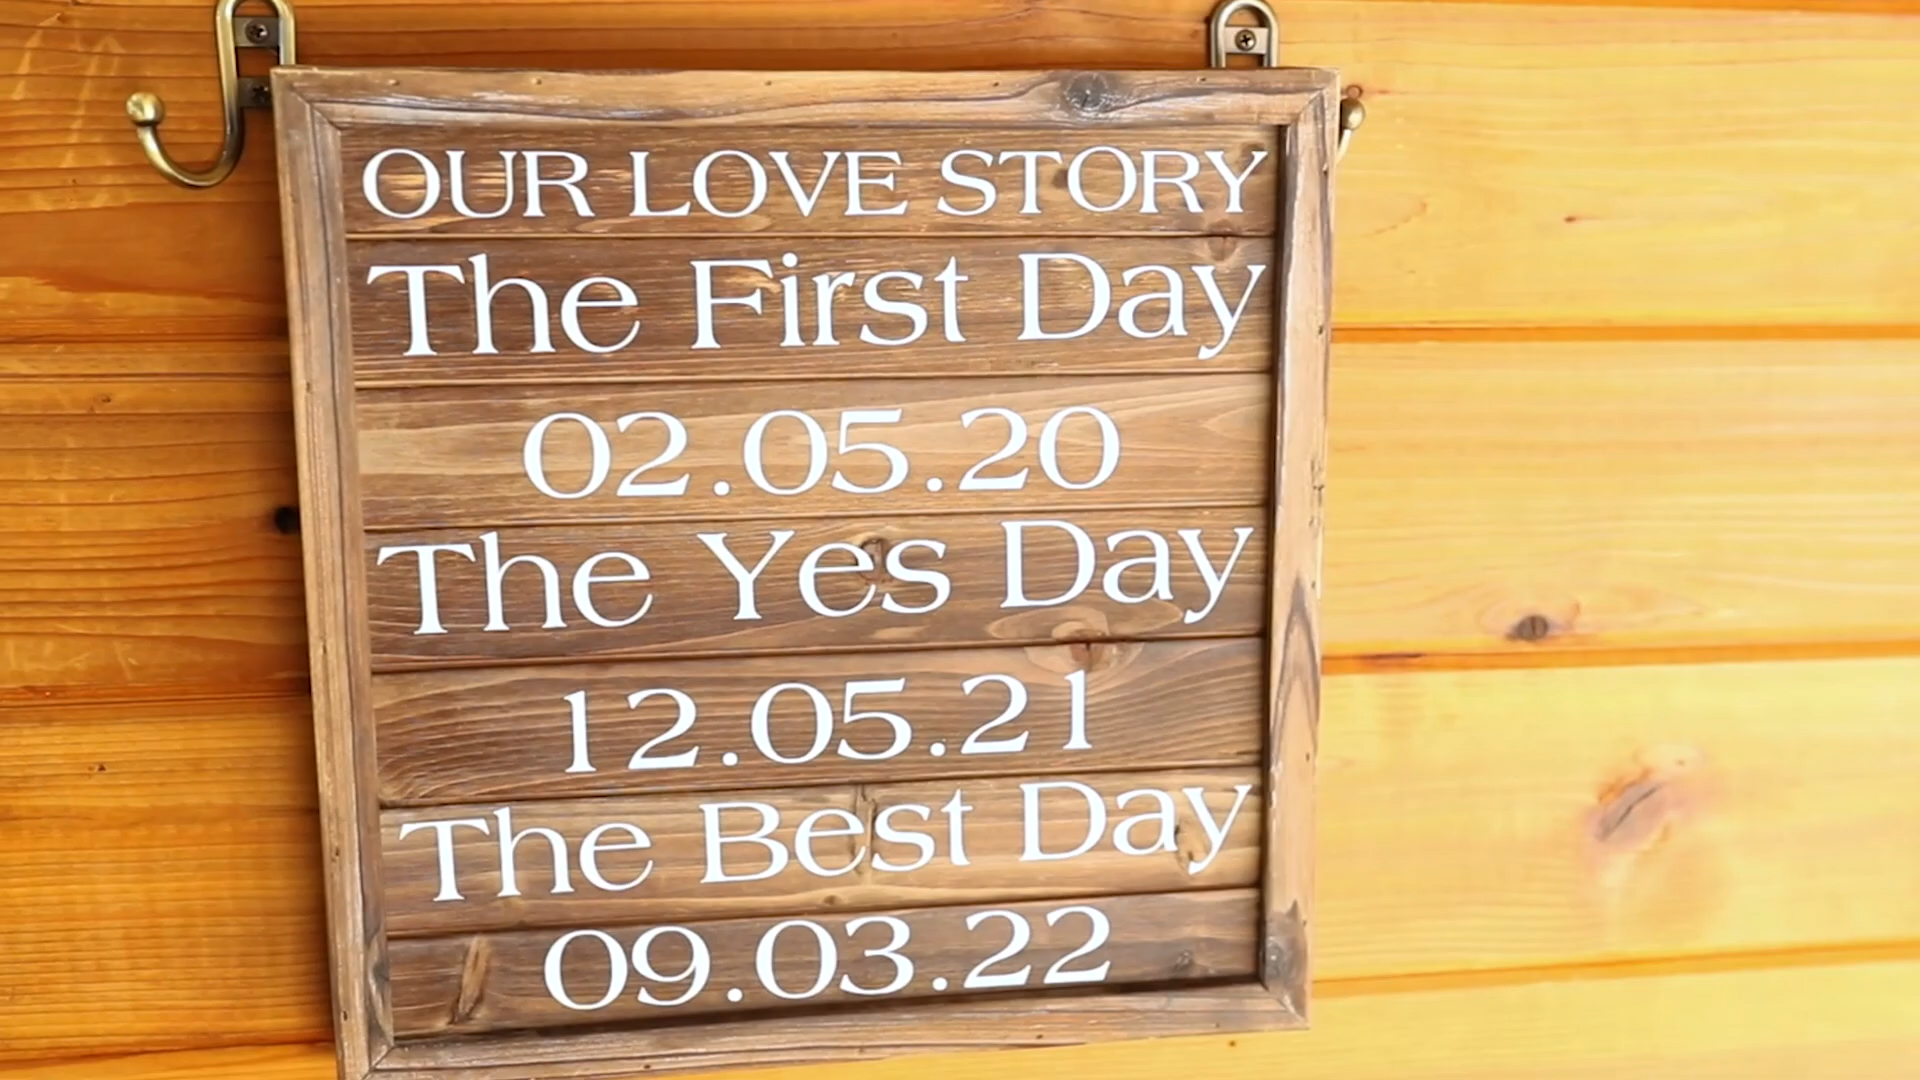 OUR LOVE STORY
The First Day
02.05.20
The Yes Day
12.05.21
The Best Day
09.03.22